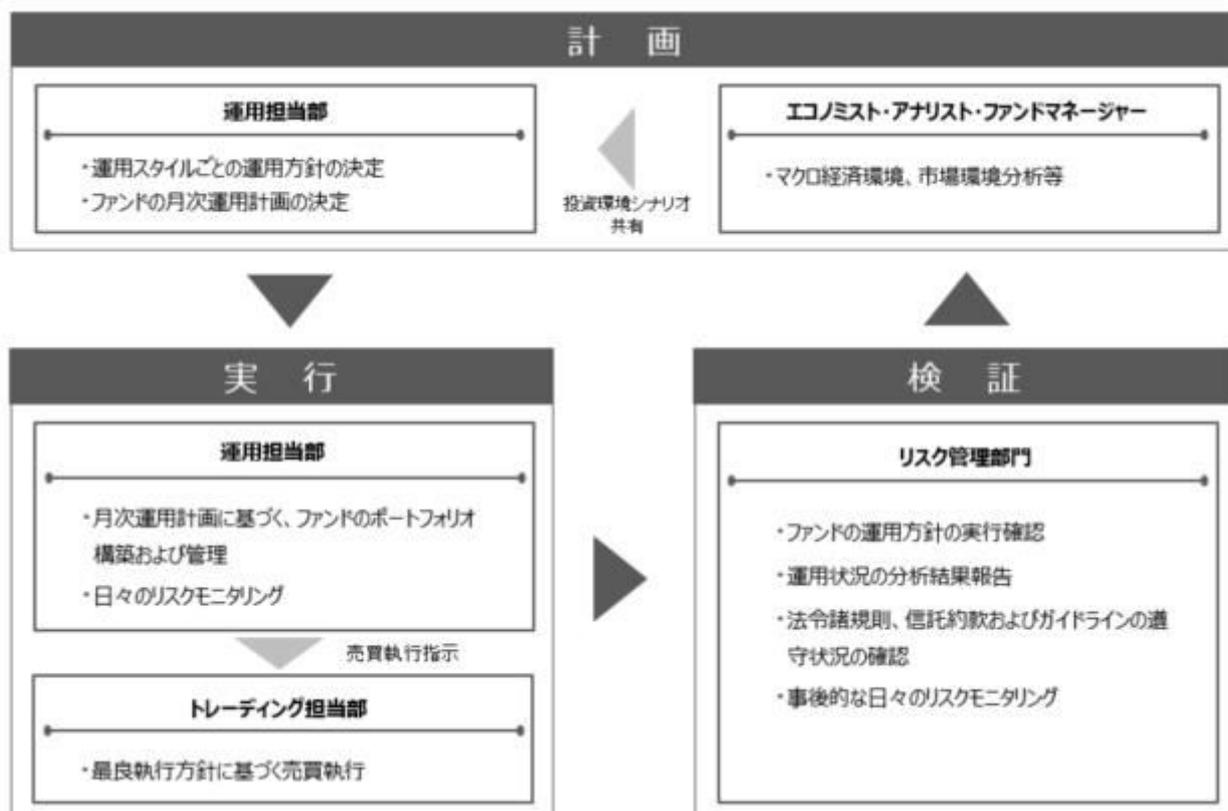 計 画
運用担当部
・運用スタイルごとの運用方針の決定
・ファンドの月次運用計画の決定
投資環境シナリオ
共有
エコノミスト・アナリスト・ファンドマネージャー
・マクロ経済環境、市場環境分析等
実 行
運用担当部
・月次運用計画に基づく、ファンドのポートフォリオ
構築および管理
・日々のリスクモニタリング
売買執行指示
トレーディング担当部
・最良執行方針に基づく売買執行
検 証
リスク管理部門
・ファンドの運用方針の実行確認
・運用状況の分析結果報告
・法令諸規則、信託約款およびガイドラインの遵
守状況の確認
・事後的な日々のリスクモニタリング